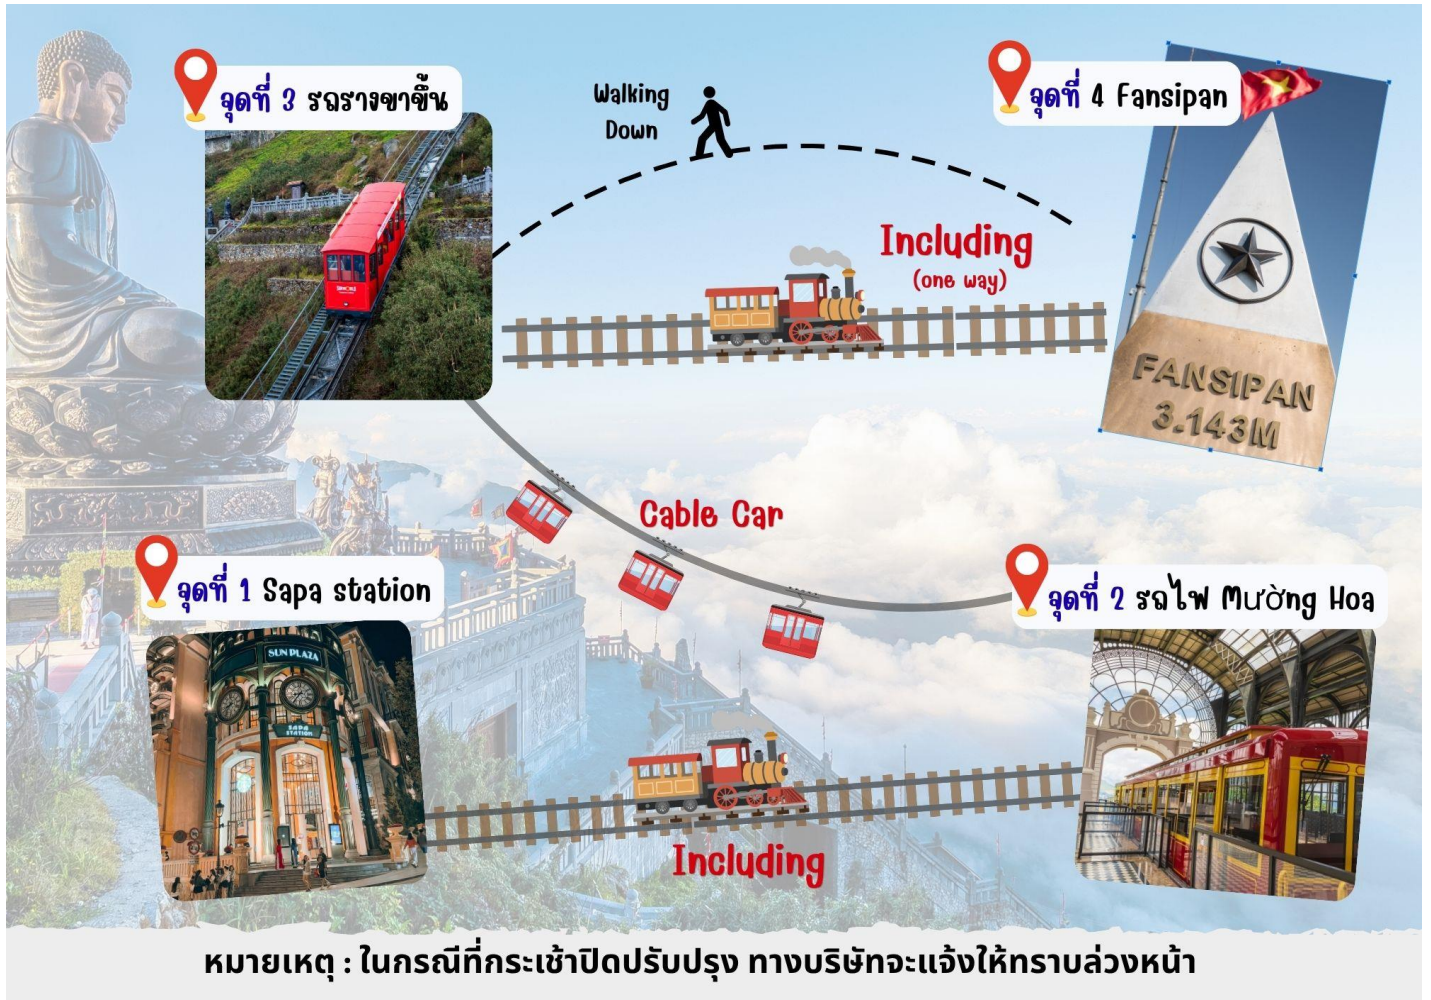 จุดที่ 3 รถรางขาขึ้น
Walking
Down
จุดที่ 4 Fansipan
Including
(one way)
FANSIPAN
3.143M
Cable Car
จุดที่ 1 Sapa station
จุดที่ 2 รถไฟ Mường Hoa
SUN PLAZA
SAPA
STATION
Including
หมายเหตุ : ในกรณีที่กระเช้าปิดปรับปรุง ทางบริษัทจะแจ้งให้ทราบล่วงหน้า